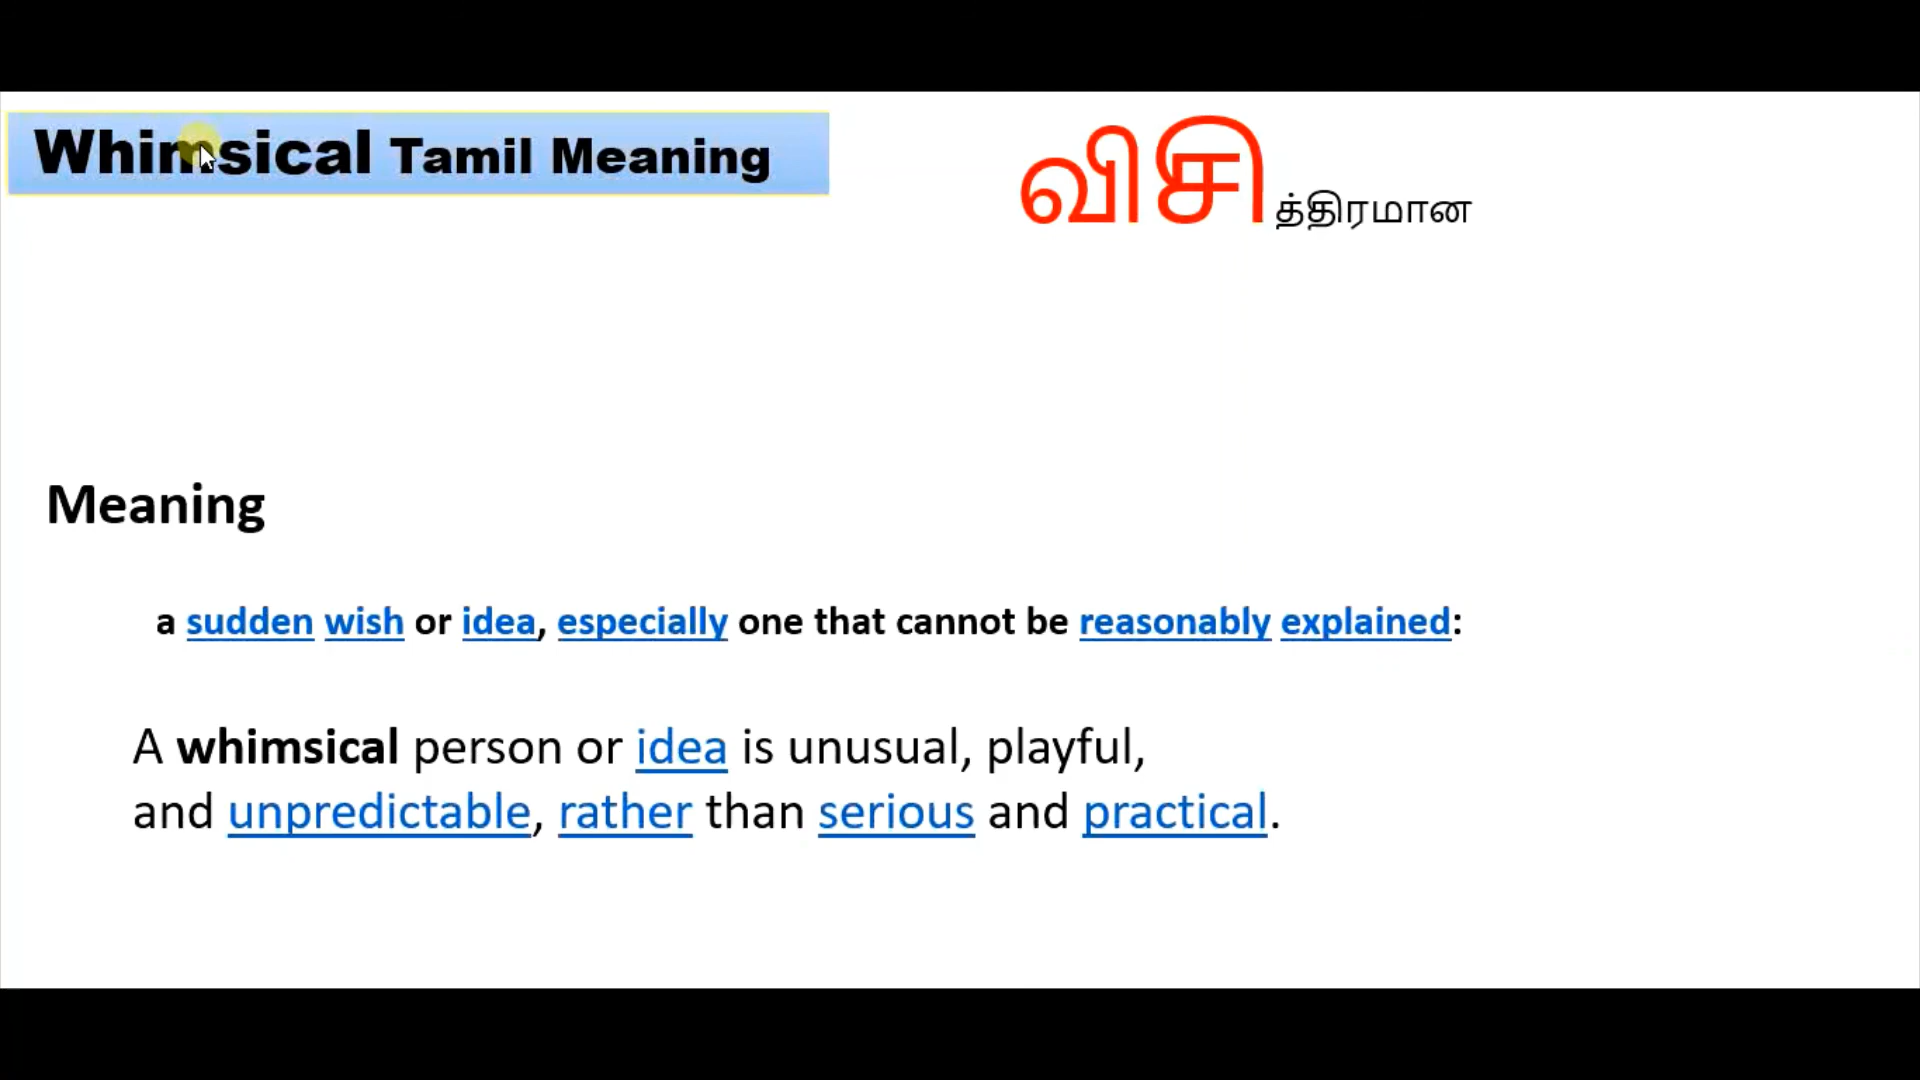 Whimsical Tamil Meaning
விசித்திரமான
Meaning
a sudden wish or idea, especially one that cannot be reasonably explained:
A whimsical person or idea is unusual, playful,
and unpredictable, rather than serious and practical.